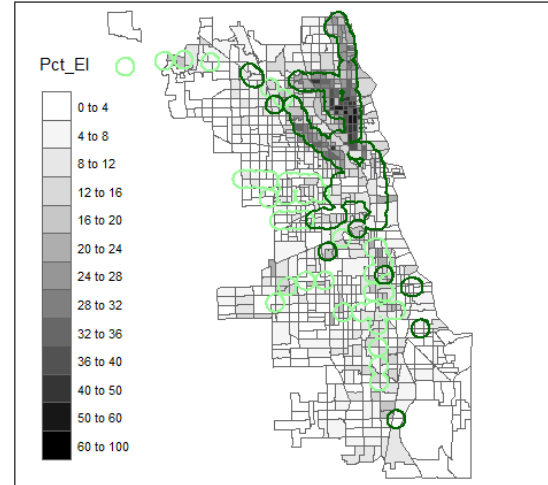 Pct_El
0 to 4
4 to 8
8 to 12
12 to 16
16 to 20
20 to 24
24 to 28
28 to 32
32 to 36
36 to 40
40 to 50
50 to 60
60 to 100